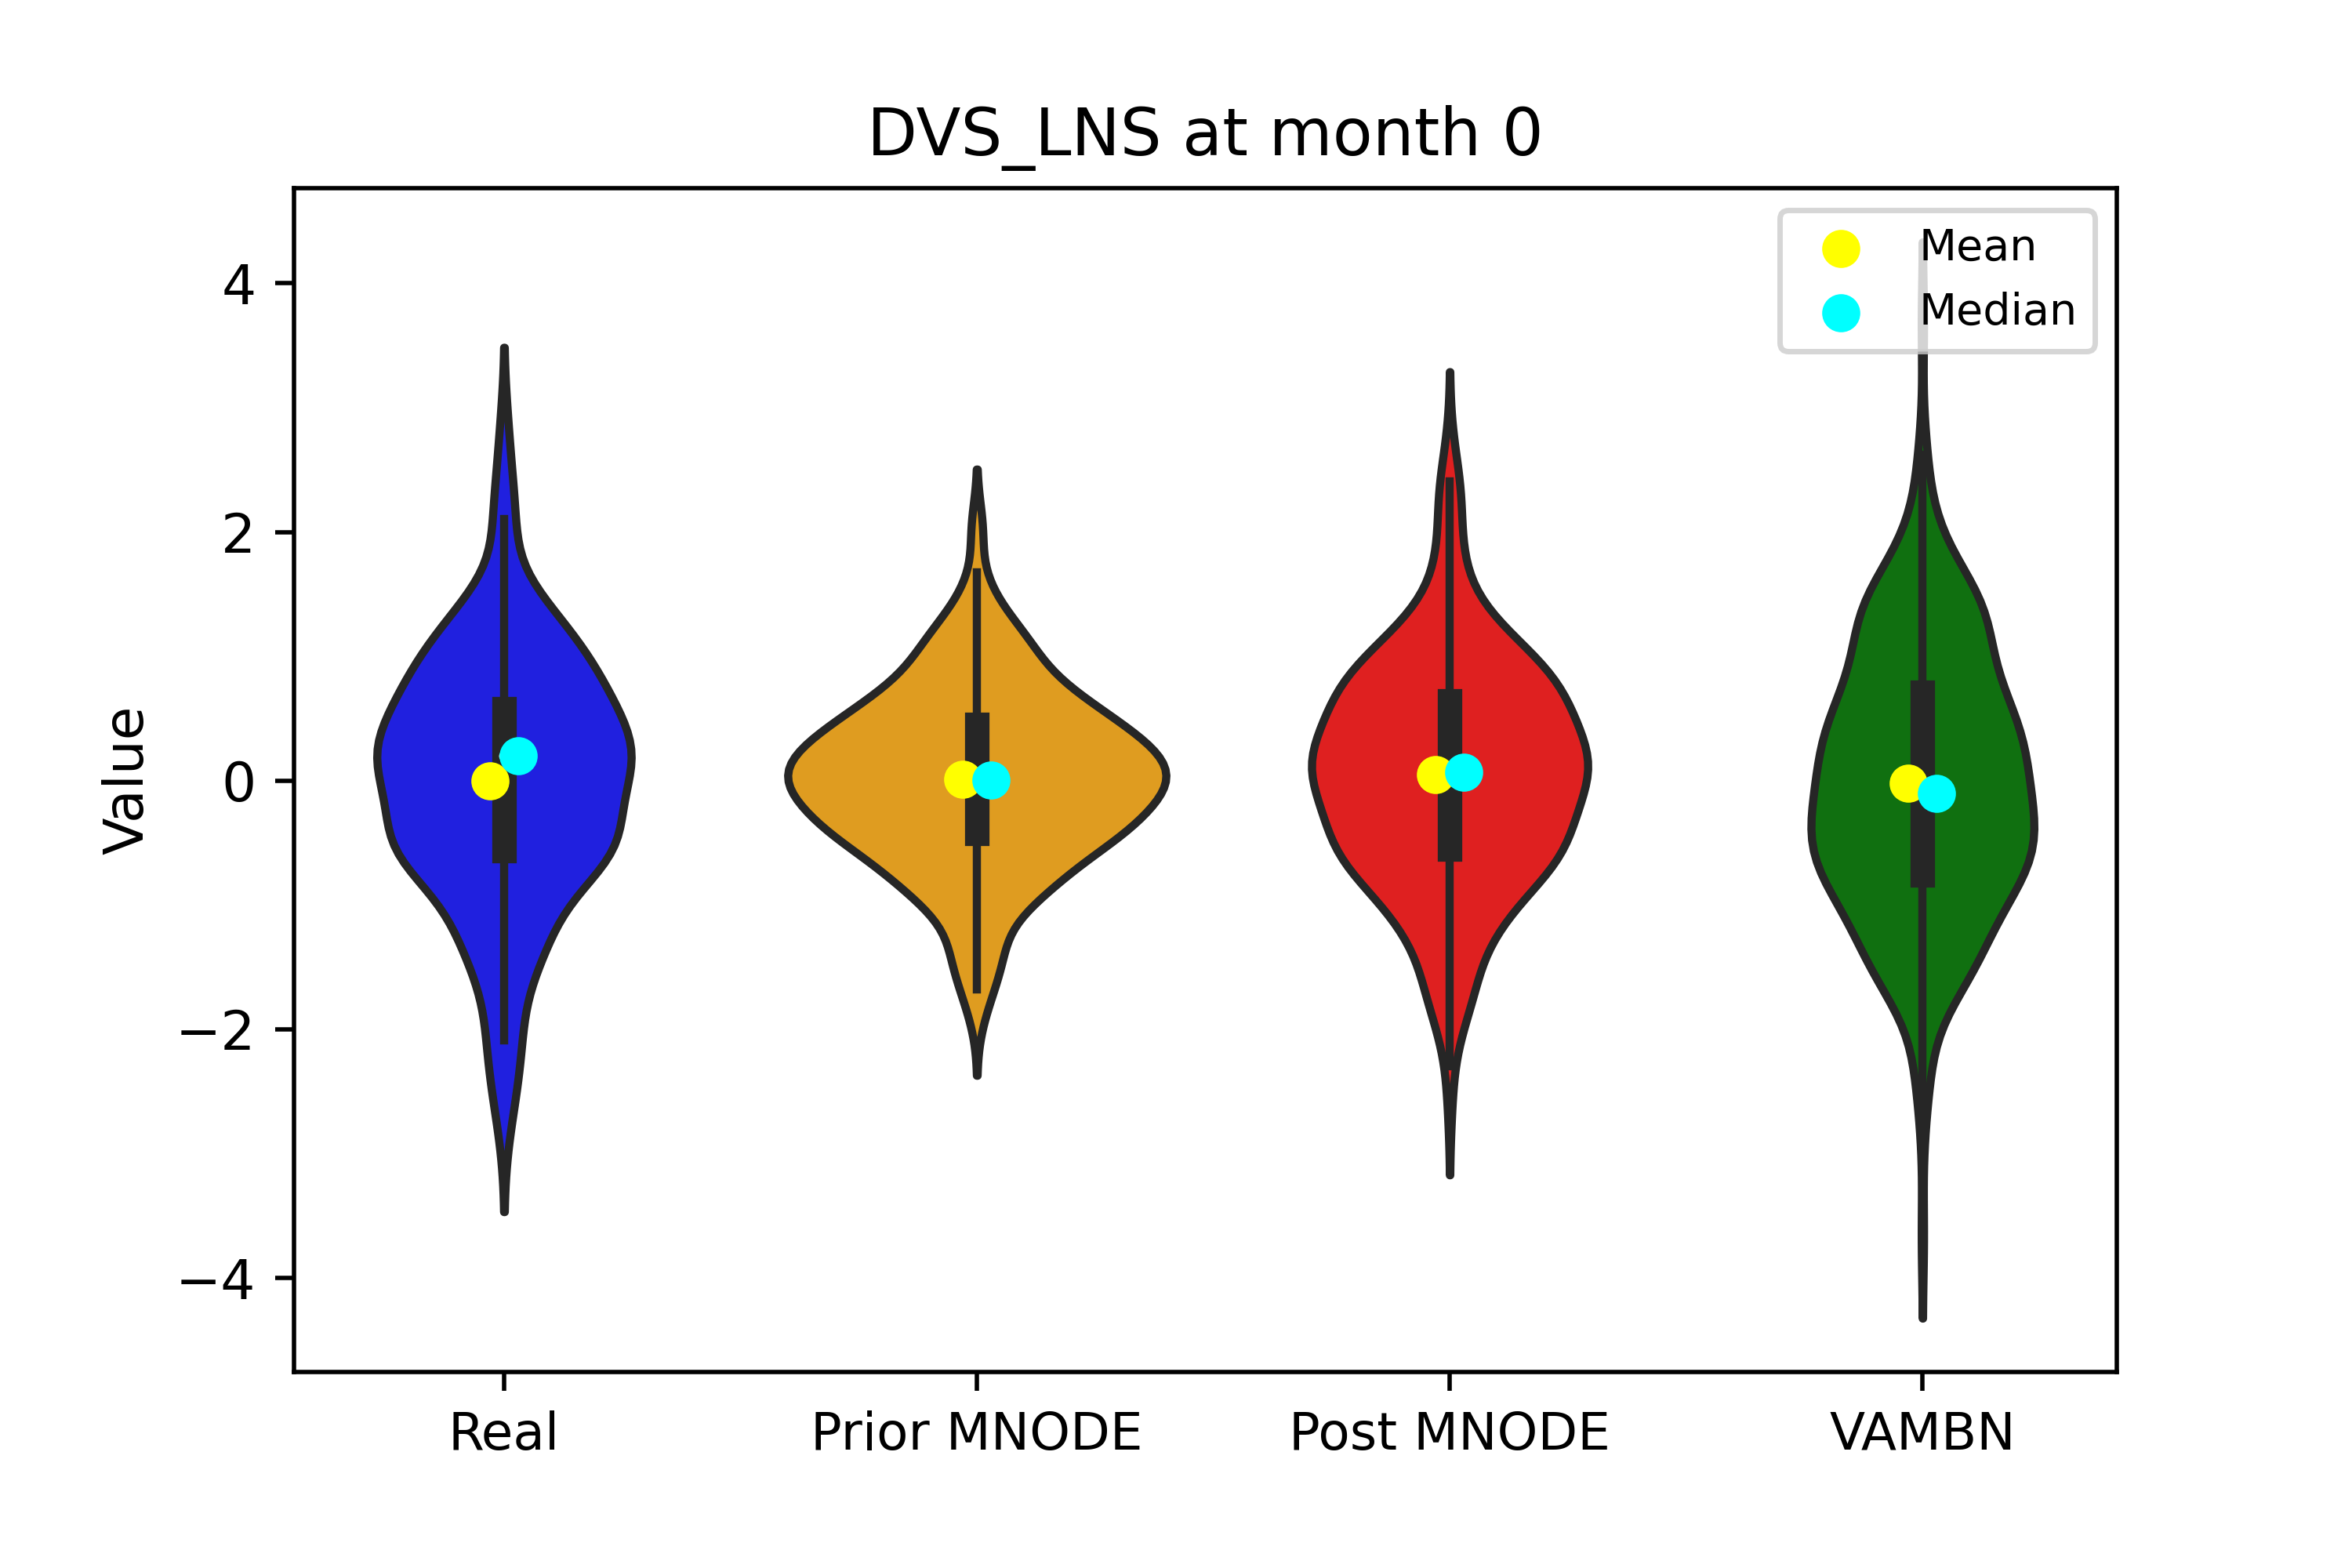 DVS_LNS at month 0
Mean
Median
Value
4
2
0
−2
−4
Real
Prior MNODE
Post MNODE
VAMBN